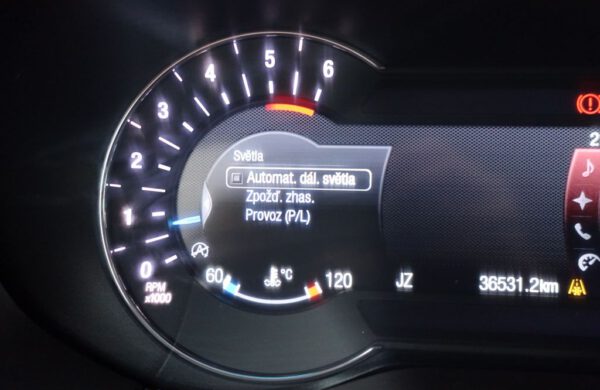 6
5
4
3
2
1
0
RPM
x1000
Světla
Automat. dál. světla
Zpožď. zhas.
Provoz (P/L)
60 °C 120
JZ 36531.2km